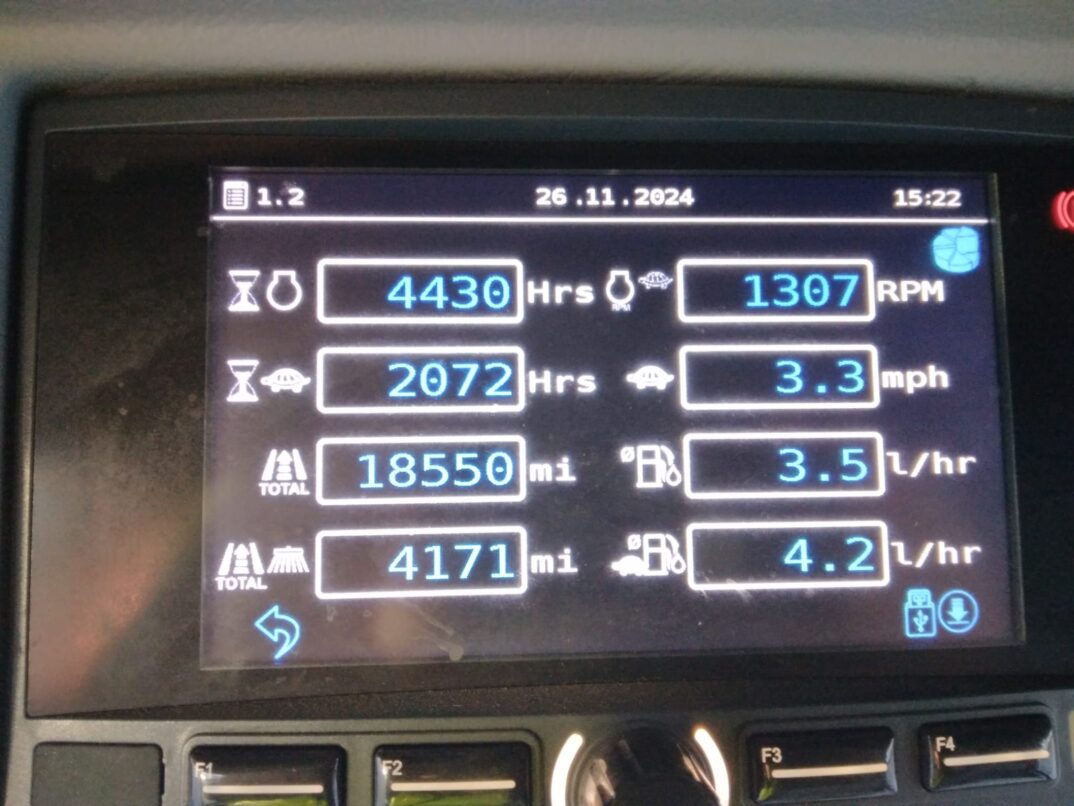 1.2 26.11.2024 15:22
4430 Hrs RPM 1307 RPM
2072 Hrs 3.3 mph
TOTAL 18550 mi Ø 3.5 l/hr
TOTAL 4171 mi Ø 4.2 l/hr
F1 F2 F3 F4